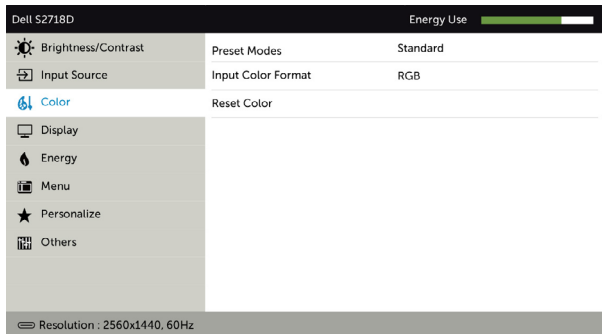 Dell S2718D Energy Use
Brightness/Contrast
Input Source
Color
Display
Energy
Menu
Personalize
Others
Preset Modes Standard
Input Color Format RGB
Reset Color
Resolution : 2560x1440, 60Hz